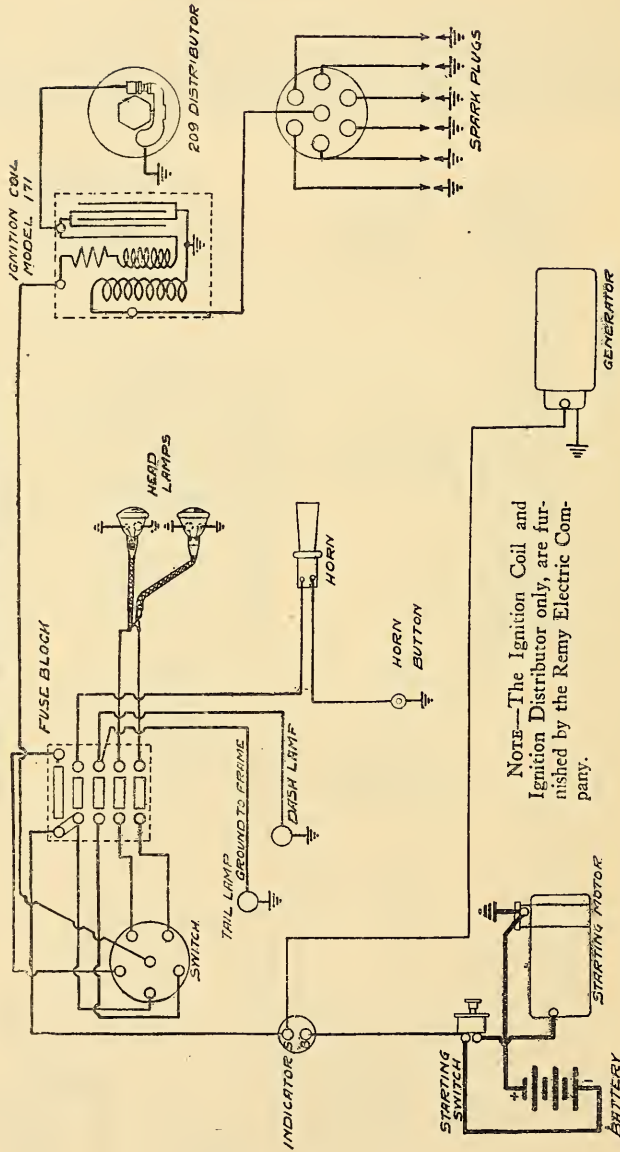 IGNITION COIL
MODEL 171
209 DISTRIBUTOR
SPARK PLUGS
HEAD
LAMPS
FUSE BLOCK
HORN
HORN
BUTTON
GENERATOR
SWITCH
TAIL LAMP
GROUND TO FRAME
DASH LAMP
INDICATOR
NOTE—The Ignition Coil and
Ignition Distributor only, are fur-
nished by the Remy Electric Com-
pany.
STARTING
SWITCH
STARTING MOTOR
+
-
BATTERY